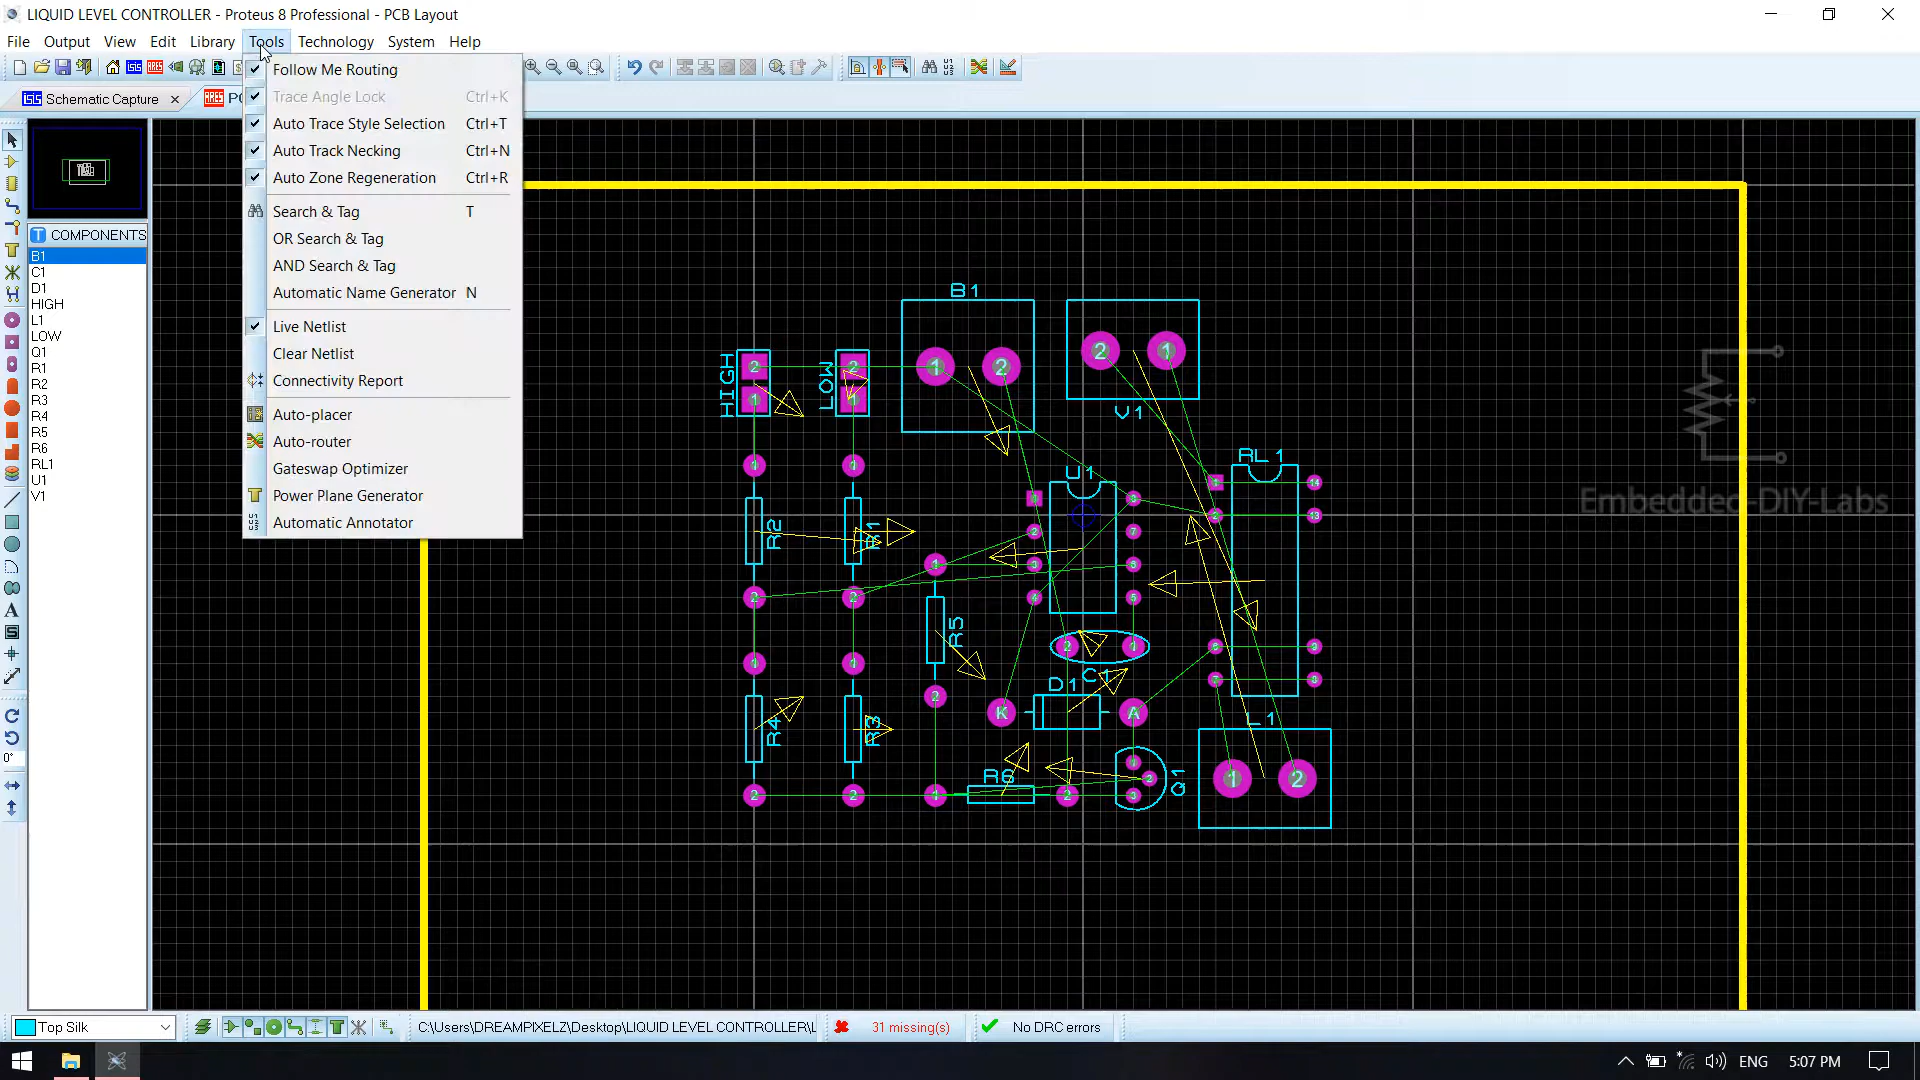 LIQUID LEVEL CONTROLLER - Proteus 8 Professional - PCB Layout
File Output View Edit Library Tools Technology System Help
Schematic Capture
Follow Me Routing
Trace Angle Lock Ctrl+K
Auto Trace Style Selection Ctrl+T
Auto Track Necking Ctrl+N
Auto Zone Regeneration Ctrl+R
Search & Tag T
OR Search & Tag
AND Search & Tag
Automatic Name Generator N
Live Netlist
Clear Netlist
Connectivity Report
Auto-placer
Auto-router
Gateswap Optimizer
Power Plane Generator
Automatic Annotator
COMPONENTS
B1
C1
D1
HIGH
L1
LOW
Q1
R1
R2
R3
R4
R5
R6
RL1
U1
V1
0°
B1
V1
HIGH
LOW
U1
RL1
R2
R1
R5
C1
D1
K
A
L1
R4
R3
R6
Q1
Embeddec-DIY-Labs
Top Silk
C:\Users\DREAMPIXELZ\Desktop\LIQUID LEVEL CONTROLLER\L
31 missing(s)
No DRC errors
ENG
5:07 PM